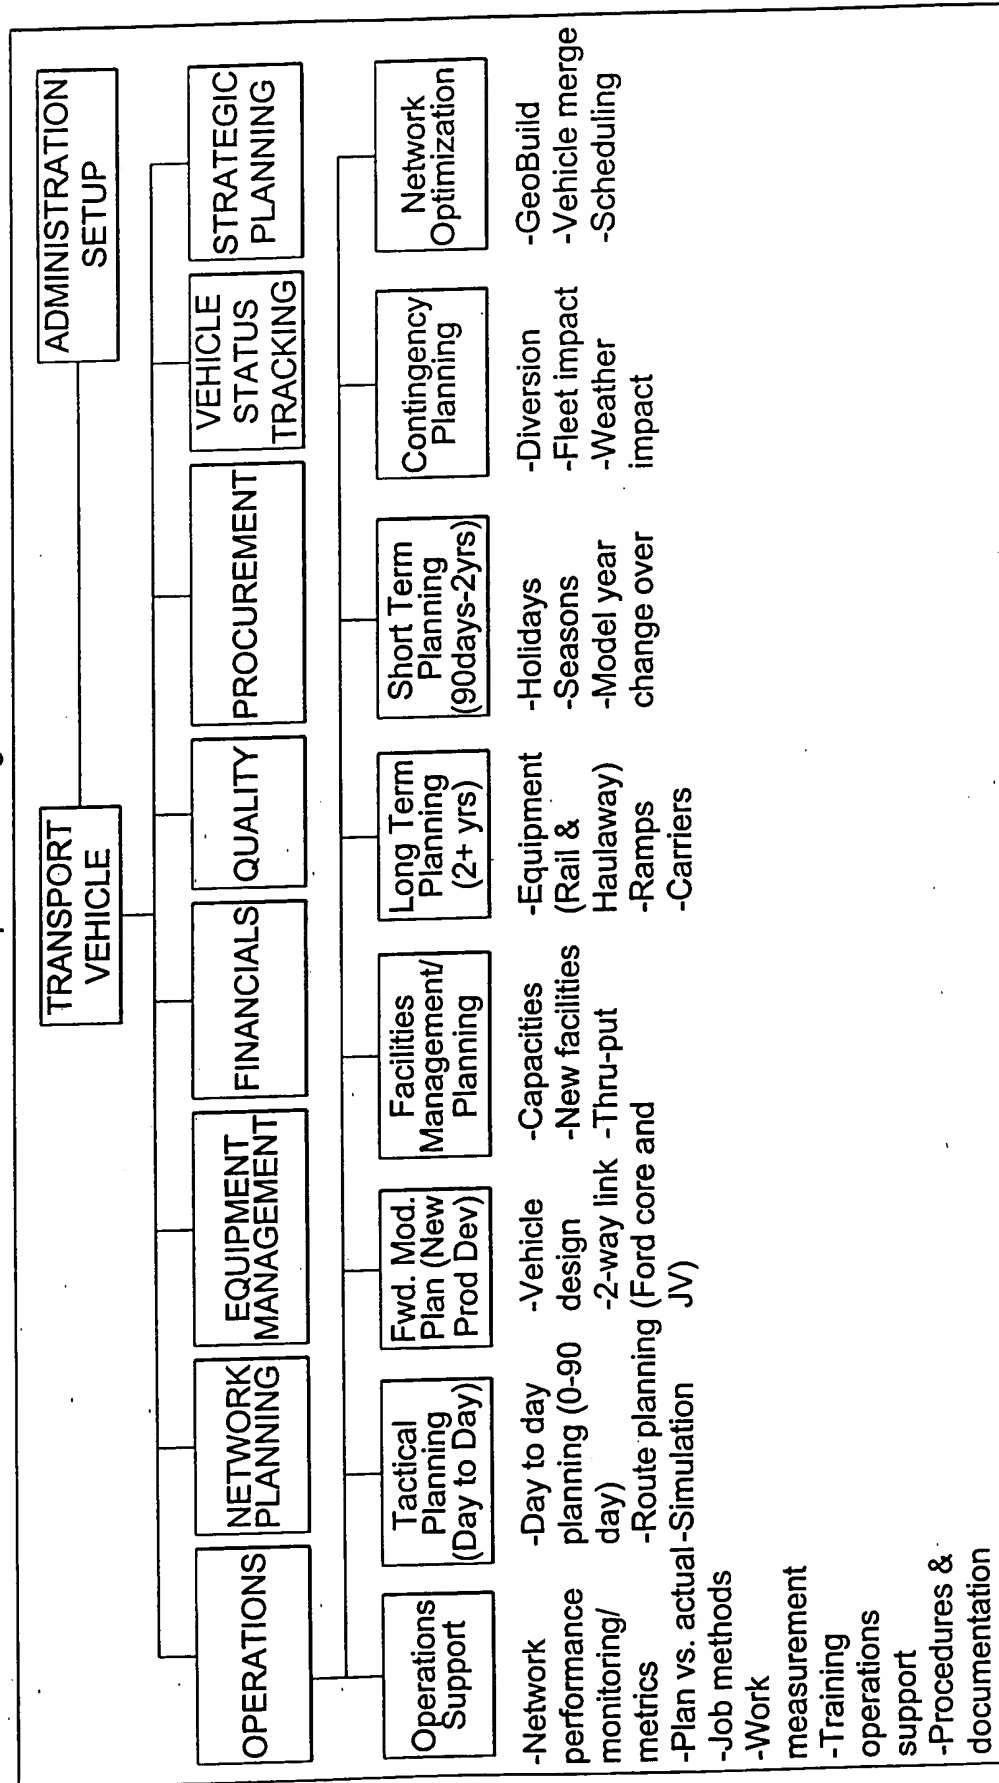 TRANSPORT
VEHICLE
ADMINISTRATION
SETUP
OPERATIONS
NETWORK
PLANNING
EQUIPMENT
MANAGEMENT
FINANCIALS
QUALITY
PROCUREMENT
VEHICLE
STATUS
TRACKING
STRATEGIC
PLANNING
Operations
Support
Tactical
Planning
(Day to Day)
Fwd. Mod.
Plan (New
Prod Dev)
Facilities
Management/
Planning
Long Term
Planning
(2+ yrs)
Short Term
Planning
(90days-2yrs)
Contingency
Planning
Network
Optimization
-Network
performance
monitoring/
metrics
-Plan vs. actual
-Job methods
-Work
measurement
-Training
operations
support
-Procedures &
documentation
-Day to day
planning (0-90
day)
-Route planning
-Simulation
-Vehicle
design
-2-way link
(Ford core and
JV)
-Capacities
-New facilities
-Thru-put
-Equipment
(Rail &
Haulaway)
-Ramps
-Carriers
-Holidays
-Seasons
-Model year
change over
-Diversion
-Fleet impact
-Weather
impact
-GeoBuild
-Vehicle merge
-Scheduling